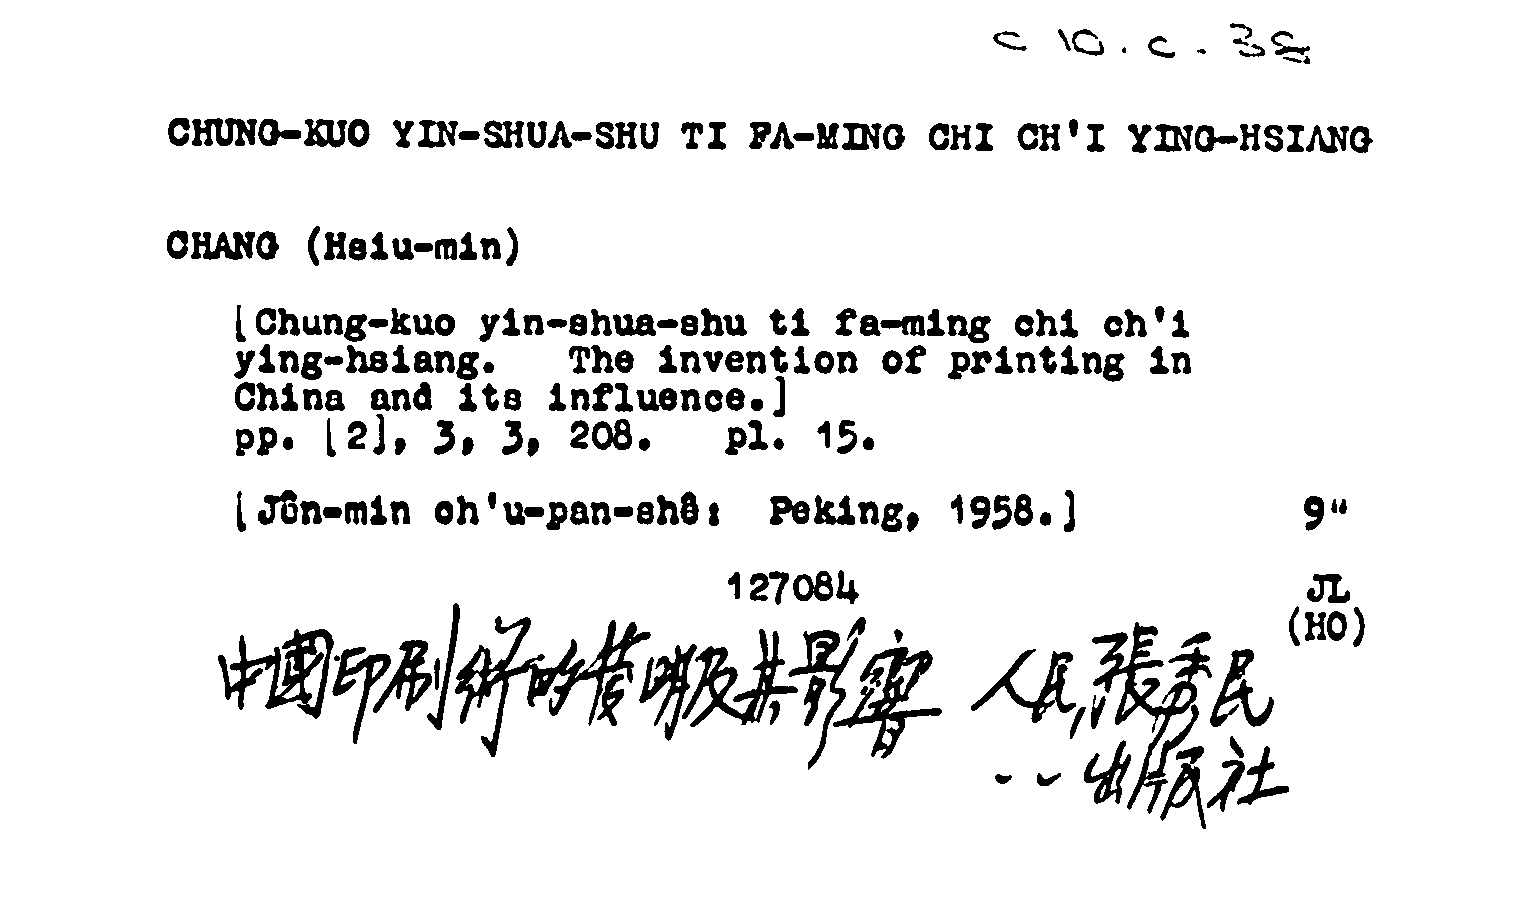 C 10. C. 38
CHUNG-KUO YIN-SHUA-SHU TI FA-MING CHI CH'I YING-HSIANG
CHANG (Hsiu-min)
[Chung-kuo yin-shua-shu ti fa-ming chi ch'i
ying-hsiang. The invention of printing in
China and its influence.]
pp. [2], 3, 3, 208. pl. 15.
[Jên-min ch'u-pan-shê: Peking, 1958.] 9"
127084 JL
(HO)
中國印刷術的發明及其影響 人民, 張秀民
出版社